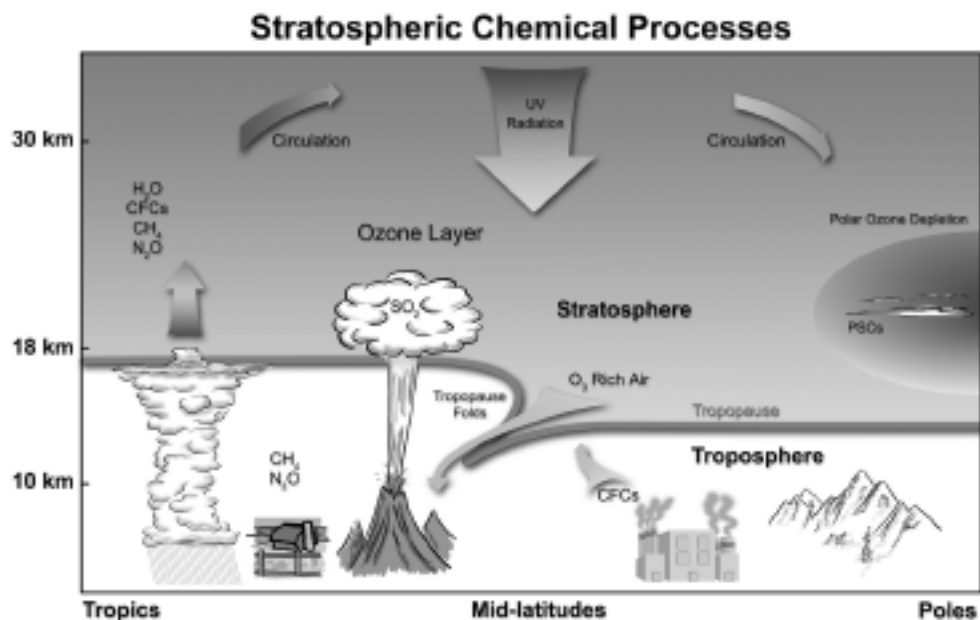 Stratospheric Chemical Processes
30 km
18 km
10 km
Circulation
UV
Radiation
Circulation
H₂O
CFCs
CH₄
N₂O
Ozone Layer
Polar Ozone Depletion
SO₂
Stratosphere
PSCs
Tropopause
Folds
O₃ Rich Air
Tropopause
Troposphere
CH₄
N₂O
CFCs
Tropics
Mid-latitudes
Poles